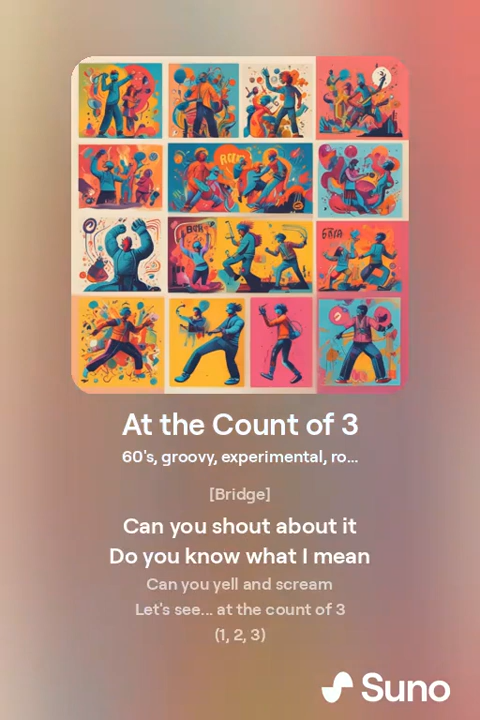 At the Count of 3
60's, groovy, experimental, ro...
[Bridge]
Can you shout about it
Do you know what I mean
Can you yell and scream
Let's see... at the count of 3
(1, 2, 3)
Suno